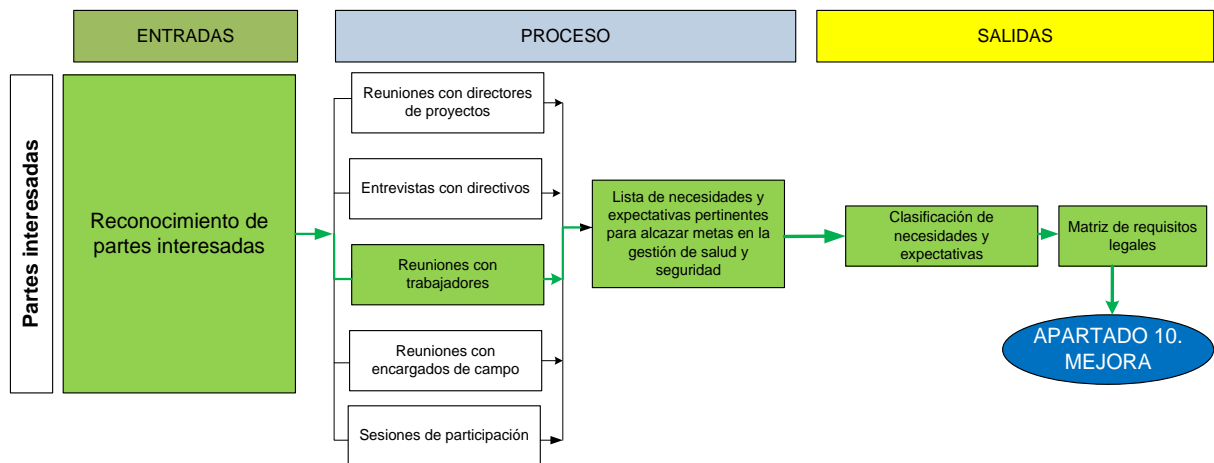 ENTRADAS
PROCESO
SALIDAS
Partes interesadas
Reconocimiento de
partes interesadas
Reuniones con directores
de proyectos
Entrevistas con directivos
Reuniones con
trabajadores
Reuniones con
encargados de campo
Sesiones de participación
Lista de necesidades y
expectativas pertinentes
para alcazar metas en la
gestión de salud y
seguridad
Clasificación de
necesidades y
expectativas
Matriz de requisitos
legales
APARTADO 10.
MEJORA